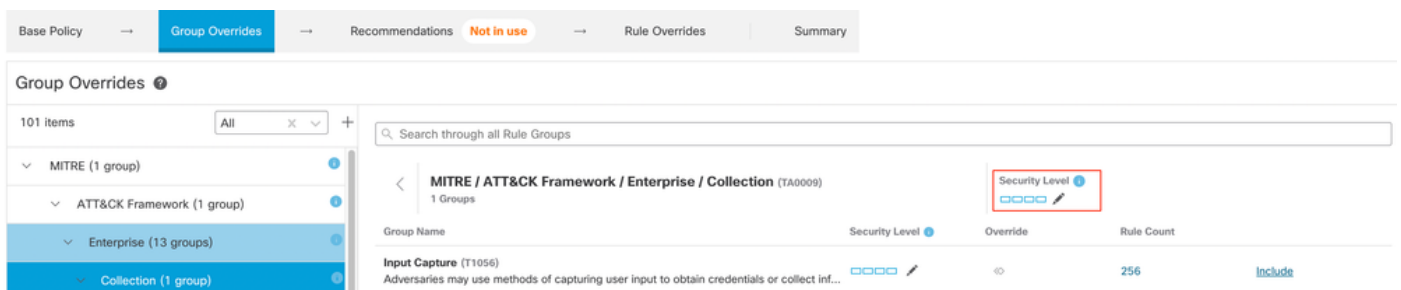 Base Policy → Group Overrides → Recommendations Not in use → Rule Overrides Summary
Group Overrides ?
101 items All
Search through all Rule Groups
MITRE (1 group)
ATT&CK Framework (1 group)
Enterprise (13 groups)
Collection (1 group)
MITRE / ATT&CK Framework / Enterprise / Collection (TA0009)
1 Groups
Security Level
Group Name Security Level Override Rule Count
Input Capture (T1056)
Adversaries may use methods of capturing user input to obtain credentials or collect inf...
256 Include